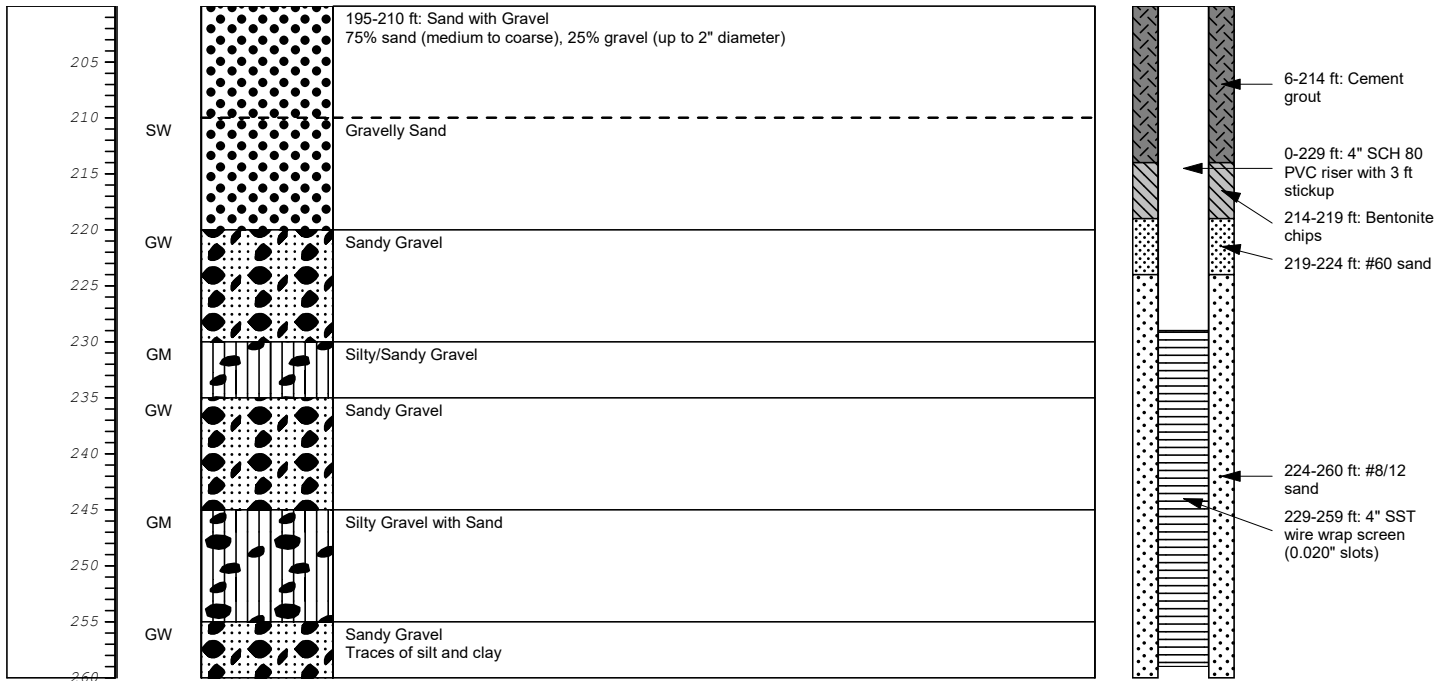 195-210 ft: Sand with Gravel
75% sand (medium to coarse), 25% gravel (up to 2" diameter)
205
210
SW
Gravelly Sand
215
220
GW
Sandy Gravel
225
230
GM
Silty/Sandy Gravel
235
GW
Sandy Gravel
240
245
GM
Silty Gravel with Sand
250
255
GW
Sandy Gravel
Traces of silt and clay
260
6-214 ft: Cement
grout
0-229 ft: 4" SCH 80
PVC riser with 3 ft
stickup
214-219 ft: Bentonite
chips
219-224 ft: #60 sand
224-260 ft: #8/12
sand
229-259 ft: 4" SST
wire wrap screen
(0.020" slots)